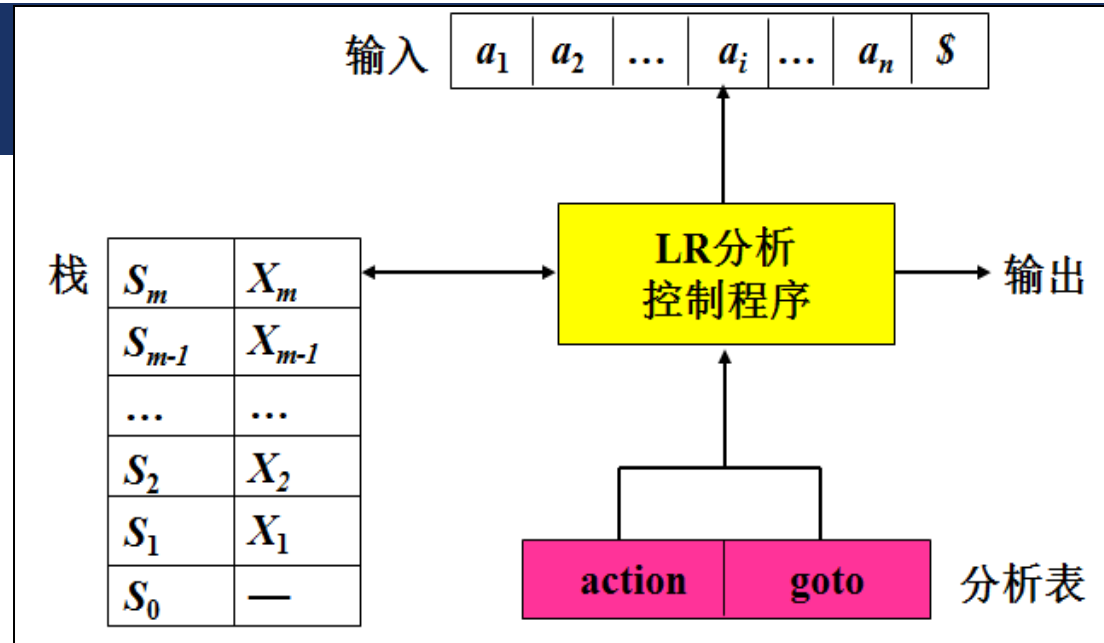 输入 a1 a2 … ai … an $
LR分析
控制程序
输出
栈
Sm Xm
Sm-1 Xm-1
… …
S2 X2
S1 X1
S0 —
action goto
分析表